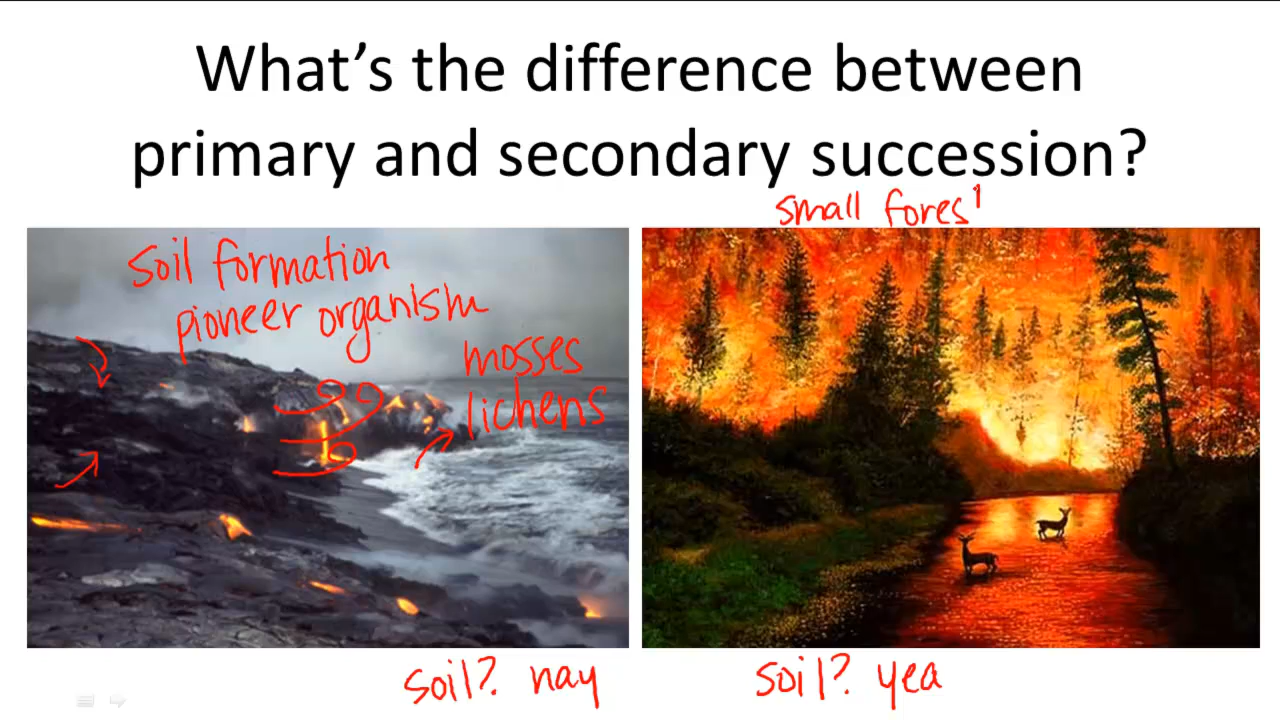 What's the difference between
primary and secondary succession?
small forest
soil formation
pioneer organism
mosses
lichens
soil? nay
soil? yea